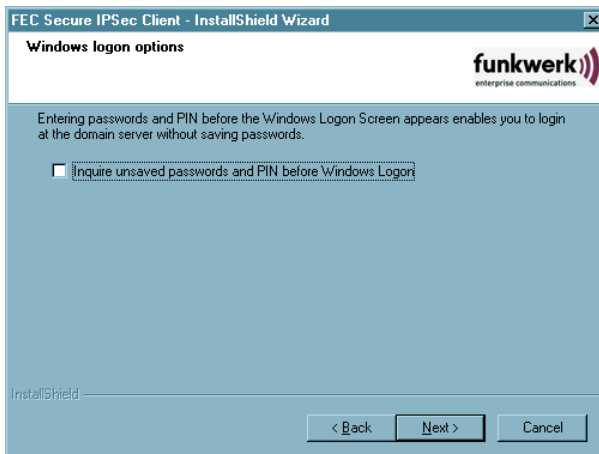 FEC Secure IPSec Client - InstallShield Wizard
Windows logon options
funkwerk
enterprise communications
Entering passwords and PIN before the Windows Logon Screen appears enables you to login
at the domain server without saving passwords.
Inquire unsaved passwords and PIN before Windows Logon
InstallShield
< Back
Next >
Cancel